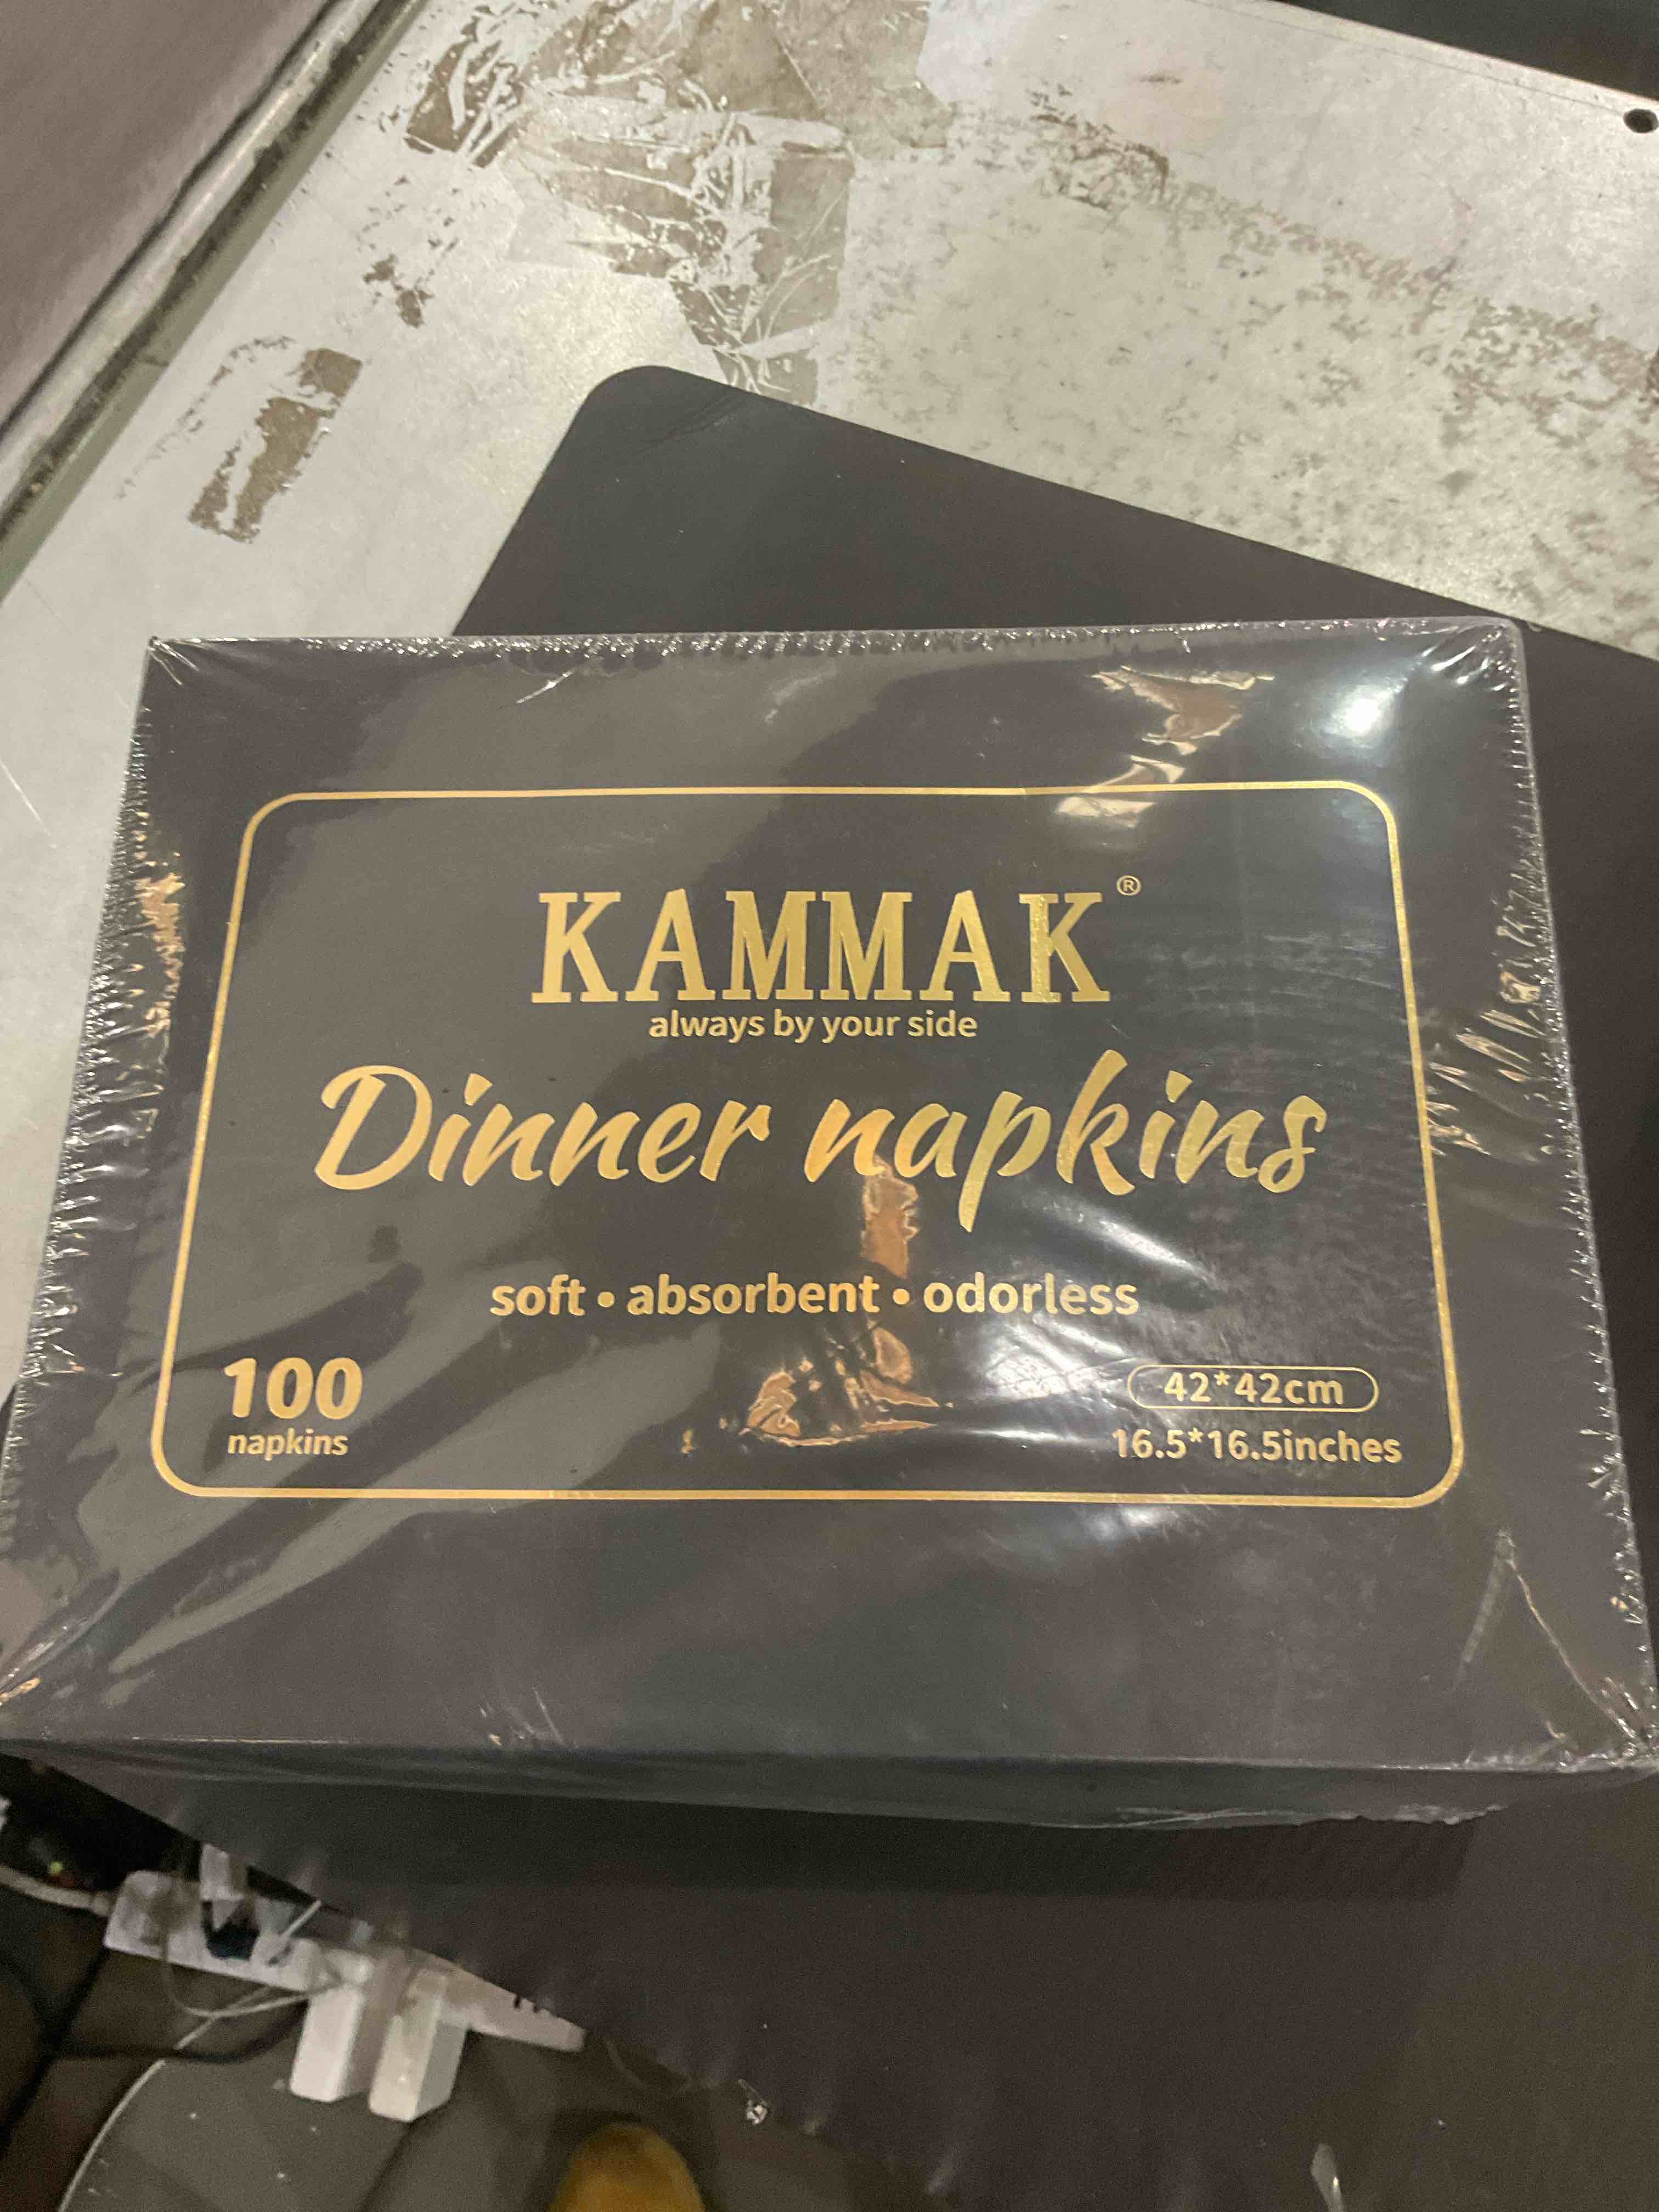 KAMMAK®
always by your side
Dinner napkins
soft • absorbent • odorless
100
napkins
42*42cm
16.5*16.5inches